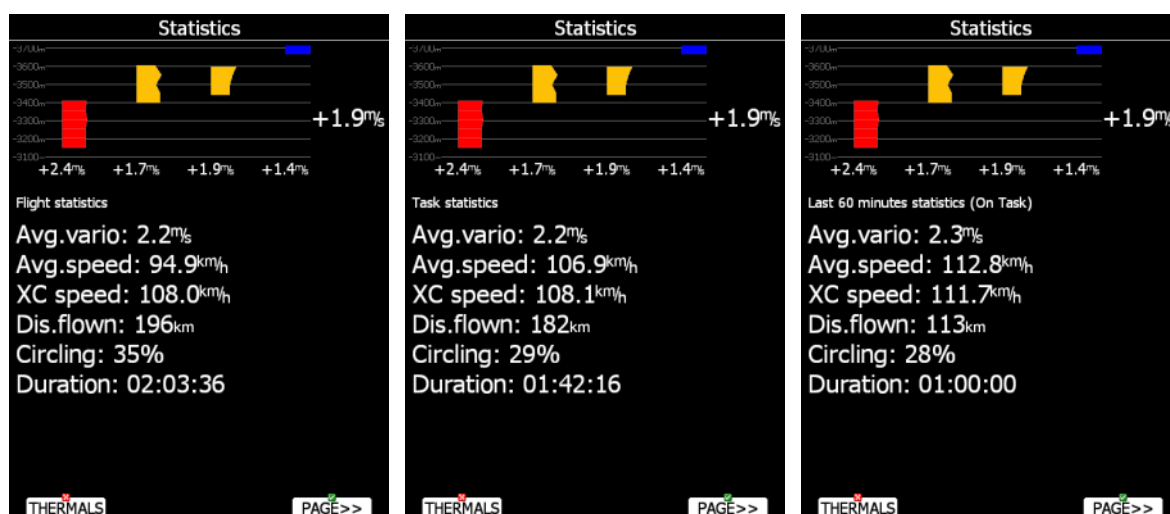 Statistics
-3700m
-3600m
-3500m
-3400m
-3300m
-3200m
-3100m
+1.9m/s
+2.4m/s +1.7m/s +1.9m/s +1.4m/s
Flight statistics
Avg.vario: 2.2m/s
Avg.speed: 94.9km/h
XC speed: 108.0km/h
Dis.flown: 196km
Circling: 35%
Duration: 02:03:36
THERMALS PAGE>>
Statistics
-3700m
-3600m
-3500m
-3400m
-3300m
-3200m
-3100m
+1.9m/s
+2.4m/s +1.7m/s +1.9m/s +1.4m/s
Task statistics
Avg.vario: 2.2m/s
Avg.speed: 106.9km/h
XC speed: 108.1km/h
Dis.flown: 182km
Circling: 29%
Duration: 01:42:16
THERMALS PAGE>>
Statistics
-3700m
-3600m
-3500m
-3400m
-3300m
-3200m
-3100m
+1.9m/s
+2.4m/s +1.7m/s +1.9m/s +1.4m/s
Last 60 minutes statistics (On Task)
Avg.vario: 2.3m/s
Avg.speed: 112.8km/h
XC speed: 111.7km/h
Dis.flown: 113km
Circling: 28%
Duration: 01:00:00
THERMALS PAGE>>